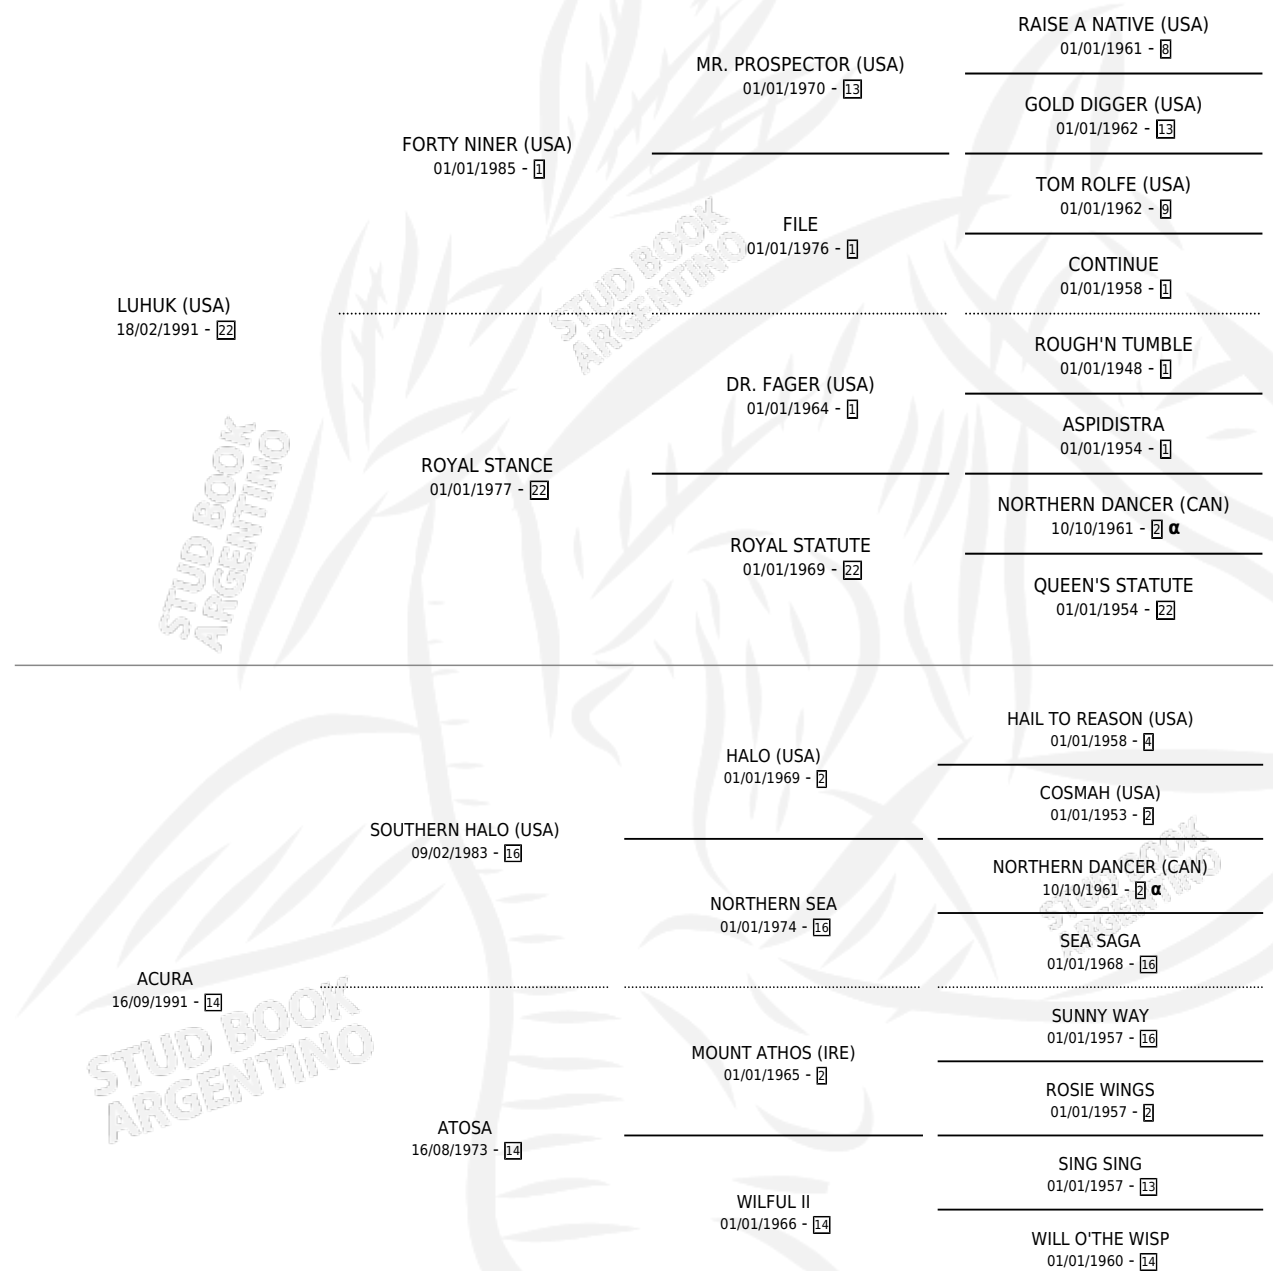 RAISE A NATIVE (USA)
01/01/1961 - 8
MR. PROSPECTOR (USA)
01/01/1970 - 13
GOLD DIGGER (USA)
01/01/1962 - 13
FORTY NINER (USA)
01/01/1985 - 1
TOM ROLFE (USA)
01/01/1962 - 9
FILE
01/01/1976 - 1
CONTINUE
01/01/1958 - 1
LUHUK (USA)
18/02/1991 - 22
ROUGH'N TUMBLE
01/01/1948 - 1
DR. FAGER (USA)
01/01/1964 - 1
ASPIDISTRA
01/01/1954 - 1
ROYAL STANCE
01/01/1977 - 22
NORTHERN DANCER (CAN)
10/10/1961 - 2 α
ROYAL STATUTE
01/01/1969 - 22
QUEEN'S STATUTE
01/01/1954 - 22
STUD BOOK
ARGENTINO
STUD BOOK
ARGENTINO
HAIL TO REASON (USA)
01/01/1958 - 4
HALO (USA)
01/01/1969 - 2
COSMAH (USA)
01/01/1953 - 2
SOUTHERN HALO (USA)
09/02/1983 - 16
NORTHERN DANCER (CAN)
10/10/1961 - 2 α
NORTHERN SEA
01/01/1974 - 16
SEA SAGA
01/01/1968 - 16
ACURA
16/09/1991 - 14
SUNNY WAY
01/01/1957 - 16
MOUNT ATHOS (IRE)
01/01/1965 - 2
ROSIE WINGS
01/01/1957 - 2
ATOSA
16/08/1973 - 14
SING SING
01/01/1957 - 13
WILFUL II
01/01/1966 - 14
WILL O'THE WISP
01/01/1960 - 14
STUD BOOK
ARGENTINO
STUD BOOK
ARGENTINO